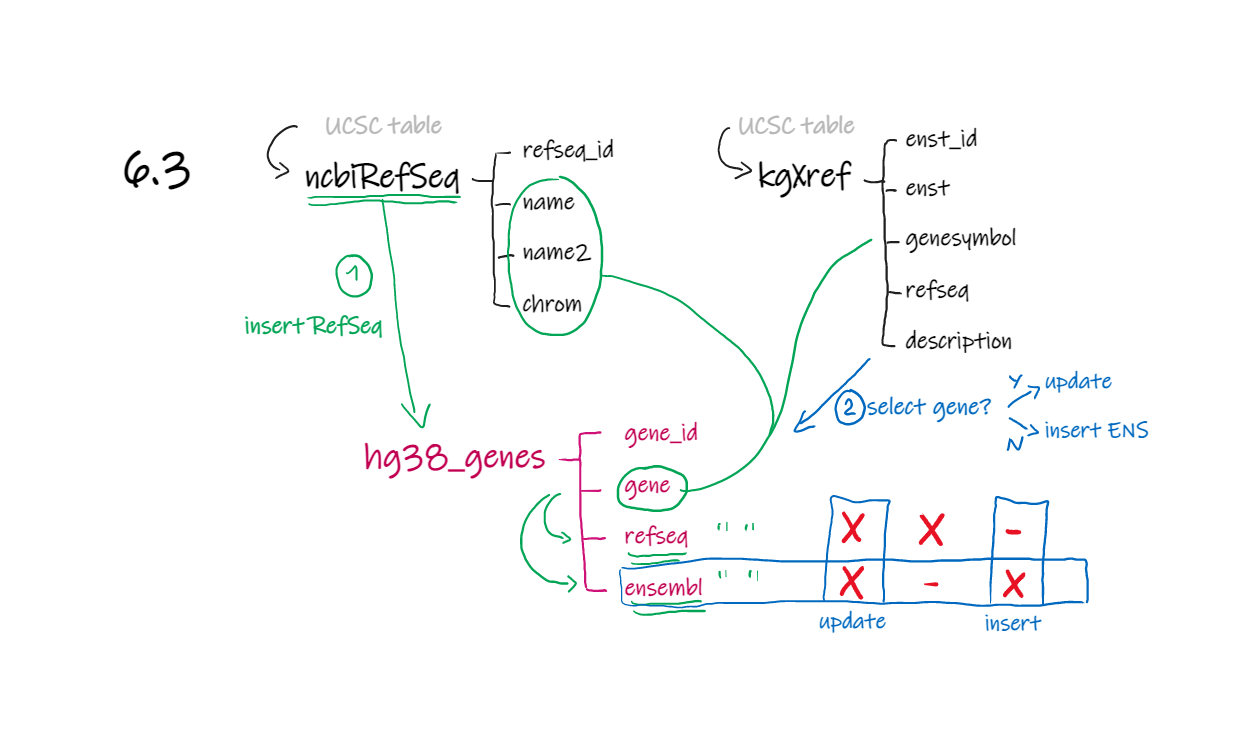 6.3
UCSC table
ncbiRefSeq
refseq_id
name
name2
chrom
UCSC table
kgXref
enst_id
enst
genesymbol
refseq
description
1
insert RefSeq
2 select gene?
Y update
N insert ENS
hg38_genes
gene_id
gene
refseq " " X X -
ensembl " " X - X
update insert